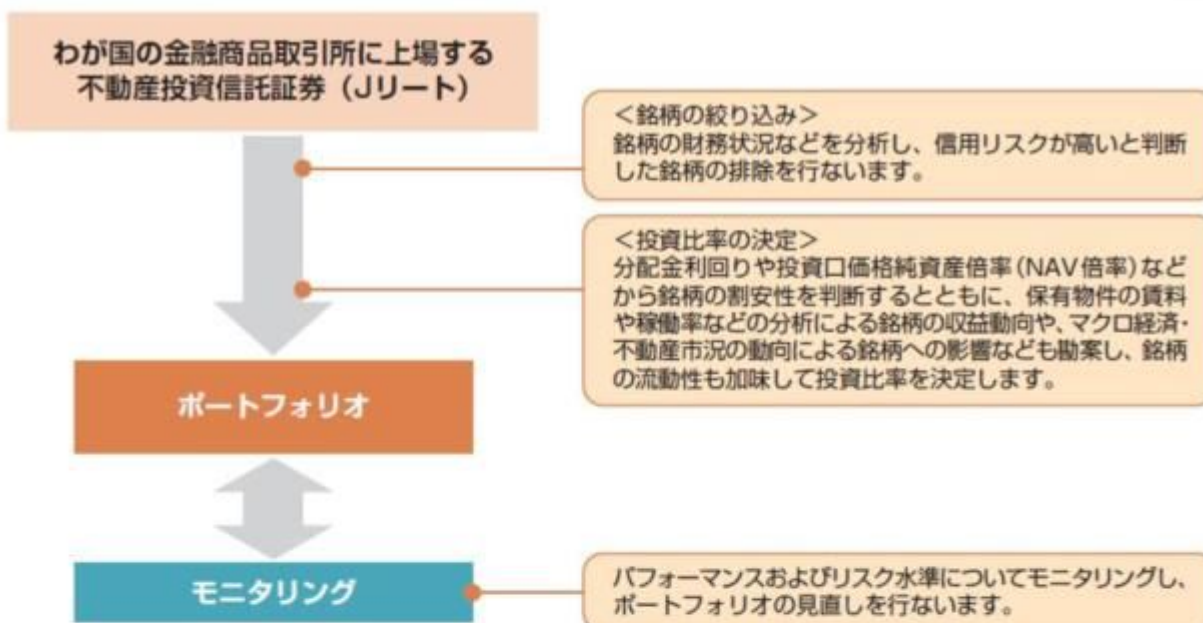 わが国の金融商品取引所に上場する
不動産投資信託証券（Jリート）
＜銘柄の絞り込み＞
銘柄の財務状況などを分析し、信用リスクが高いと判断
した銘柄の排除を行ないます。
＜投資比率の決定＞
分配金利回りや投資口価格純資産倍率（NAV倍率）など
から銘柄の割安性を判断するとともに、保有物件の賃料
や稼働率などの分析による銘柄の収益動向や、マクロ経済・
不動産市況の動向による銘柄への影響なども勘案し、銘柄
の流動性も加味して投資比率を決定します。
ポートフォリオ
モニタリング
パフォーマンスおよびリスク水準についてモニタリングし、
ポートフォリオの見直しを行ないます。